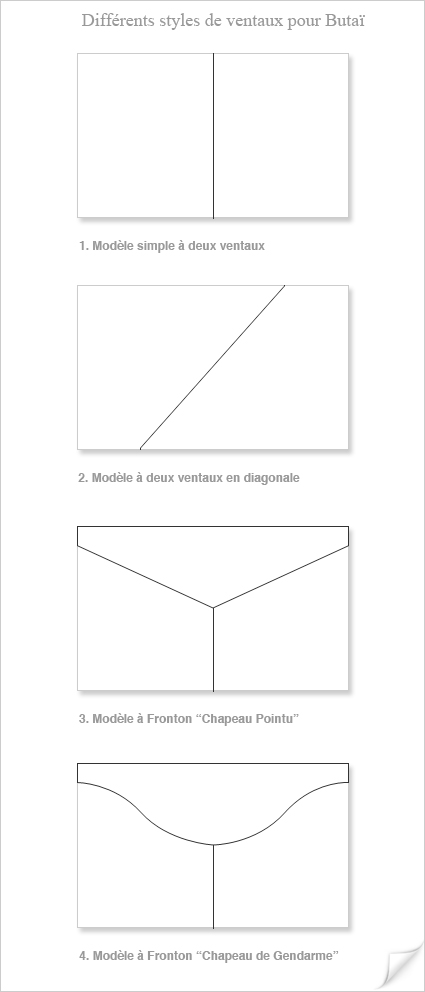 Différents styles de ventaux pour Butaï
1. Modèle simple à deux ventaux
2. Modèle à deux ventaux en diagonale
3. Modèle à Fronton “Chapeau Pointu”
4. Modèle à Fronton “Chapeau de Gendarme”